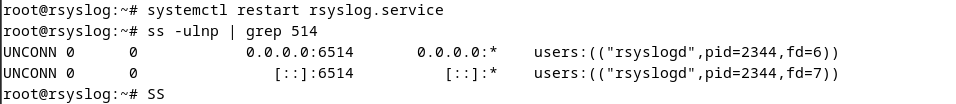 root@rsyslog:~# systemctl restart rsyslog.service
root@rsyslog:~# ss -ulnp | grep 514
UNCONN 0      0            0.0.0.0:6514       0.0.0.0:*    users:(("rsyslogd",pid=2344,fd=6))
UNCONN 0      0               [::]:6514          [::]:*    users:(("rsyslogd",pid=2344,fd=7))
root@rsyslog:~# SS